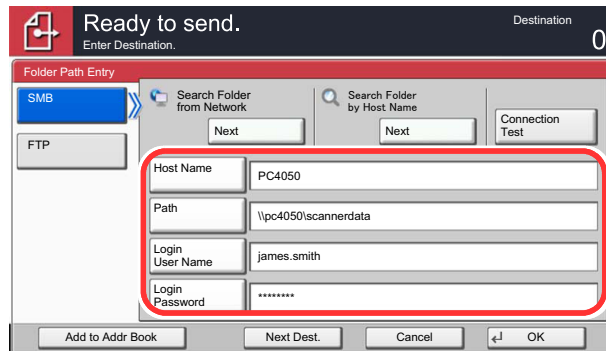 Ready to send.
Destination
Enter Destination.
0
Folder Path Entry
SMB
FTP
Search Folder
from Network
Next
Search Folder
by Host Name
Next
Connection
Test
Host Name
PC4050
Path
\\pc4050\scannerdata
Login
User Name
james.smith
Login
Password
********
Add to Addr Book
Next Dest.
Cancel
OK